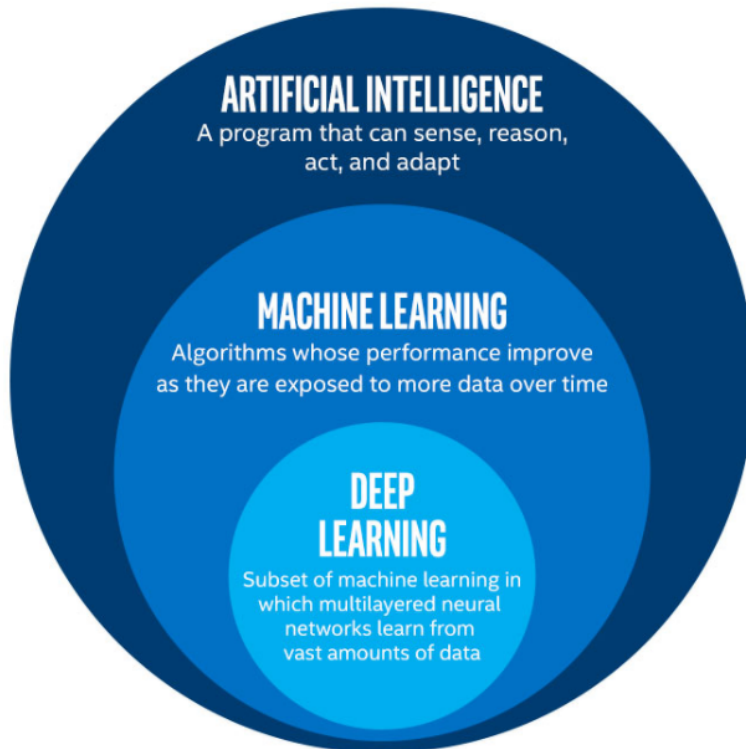 ARTIFICIAL INTELLIGENCE
A program that can sense, reason,
act, and adapt
MACHINE LEARNING
Algorithms whose performance improve
as they are exposed to more data over time
DEEP
LEARNING
Subset of machine learning in
which multilayered neural
networks learn from
vast amounts of data